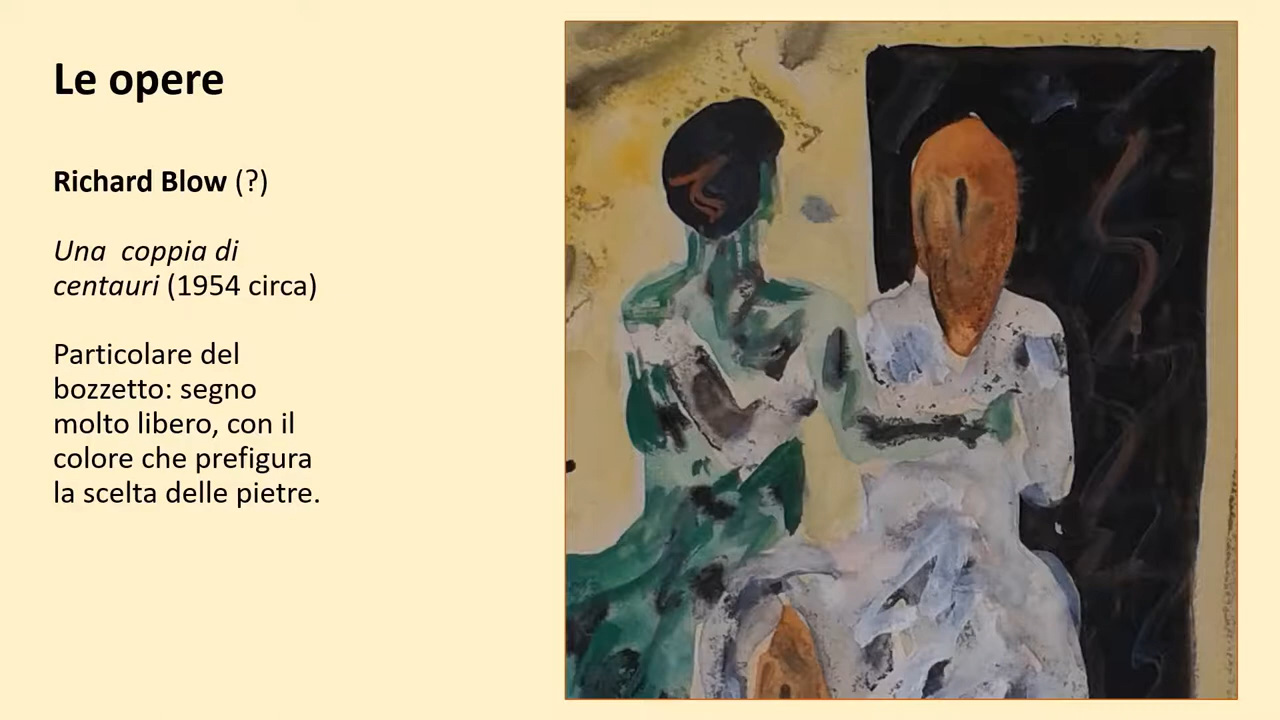 Le opere
Richard Blow (?)
Una  coppia di
centauri (1954 circa)
Particolare del
bozzetto: segno
molto libero, con il
colore che prefigura
la scelta delle pietre.